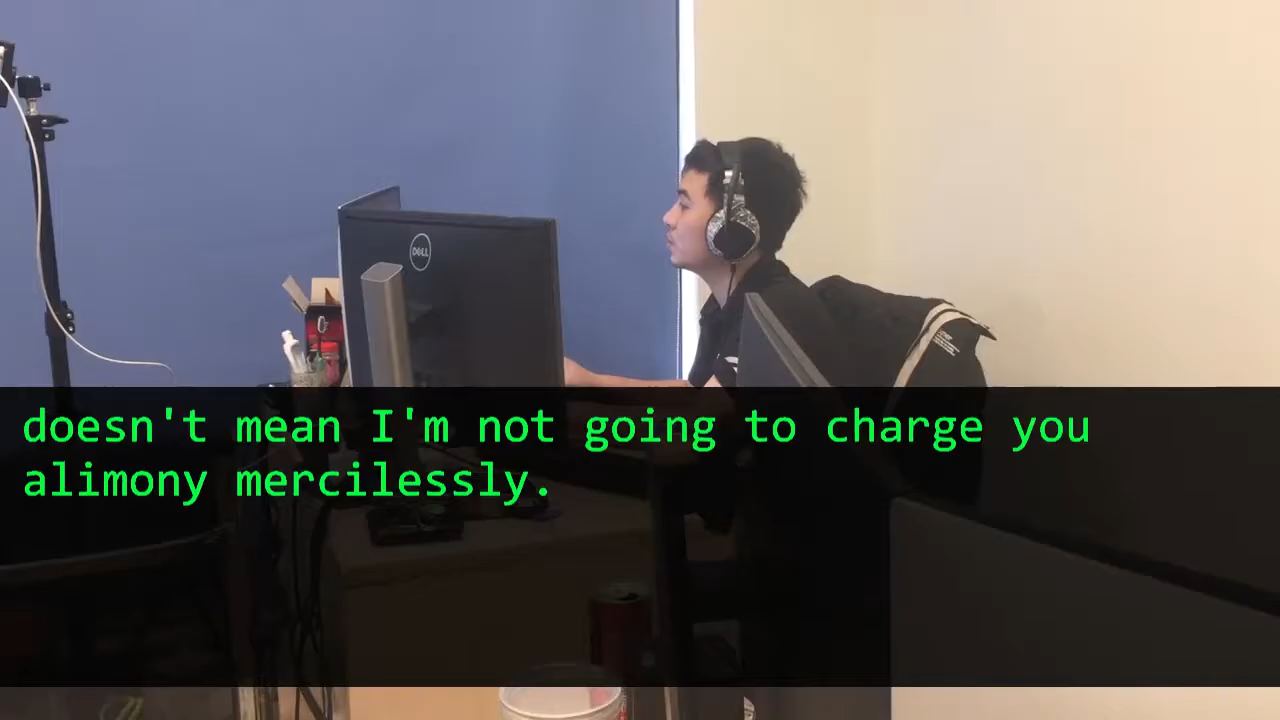 DELL
doesn't mean I'm not going to charge you
alimony mercilessly.